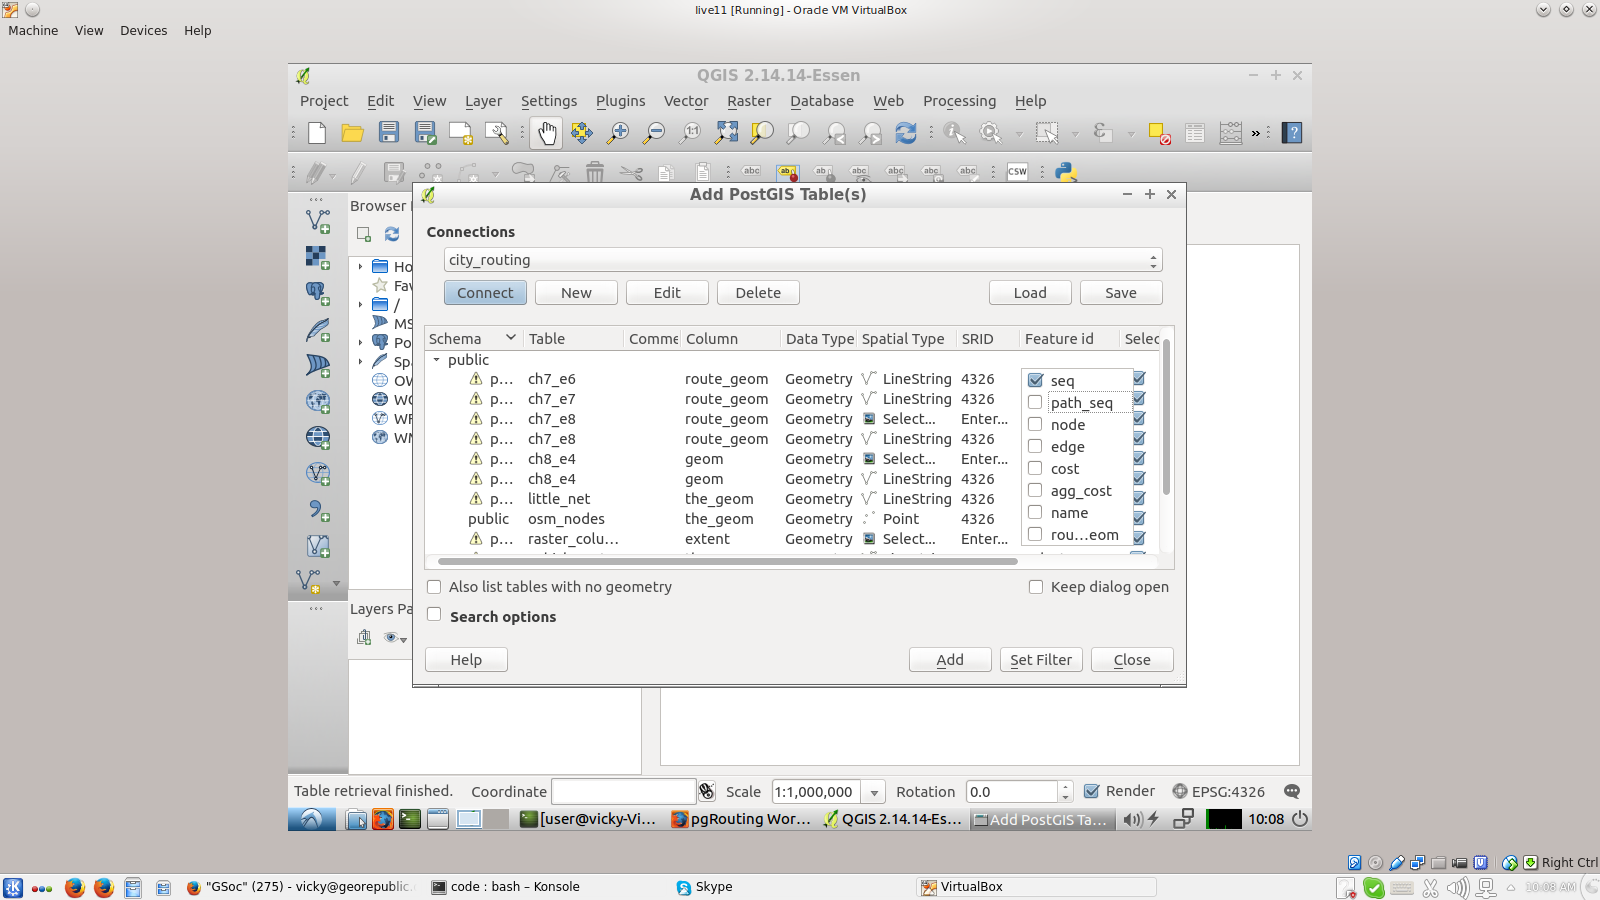 live11 [Running] - Oracle VM VirtualBox
Machine View Devices Help
QGIS 2.14.14-Essen
Project Edit View Layer Settings Plugins Vector Raster Database Web Processing Help
1:1
abc
CSW
Browser
Add PostGIS Table(s)
Connections
city_routing
Connect New Edit Delete Load Save
Schema Table Comme Column Data Type Spatial Type SRID Feature id Selec
public
p... ch7_e6 route_geom Geometry LineString 4326
p... ch7_e7 route_geom Geometry LineString 4326
p... ch7_e8 route_geom Geometry Select... Enter...
p... ch7_e8 route_geom Geometry LineString 4326
p... ch8_e4 geom Geometry Select... Enter...
p... ch8_e4 geom Geometry LineString 4326
p... little_net the_geom Geometry LineString 4326
public osm_nodes the_geom Geometry Point 4326
p... raster_colu... extent Geometry Select... Enter...
seq
path_seq
node
edge
cost
agg_cost
name
rou...eom
Ho
Fav
/
MS
Po
Spa
OW
WC
WF
WM
Also list tables with no geometry
Keep dialog open
Search options
Help Add Set Filter Close
Layers Pa
Table retrieval finished. Coordinate Scale 1:1,000,000 Rotation 0.0 Render EPSG:4326
[user@vicky-Vi... pgRouting Wor... QGIS 2.14.14-Es... Add PostGIS Ta... 10:08
Right Ctrl
"GSoc" (275) - vicky@georepublic. code : bash – Konsole Skype VirtualBox 10:08 AM